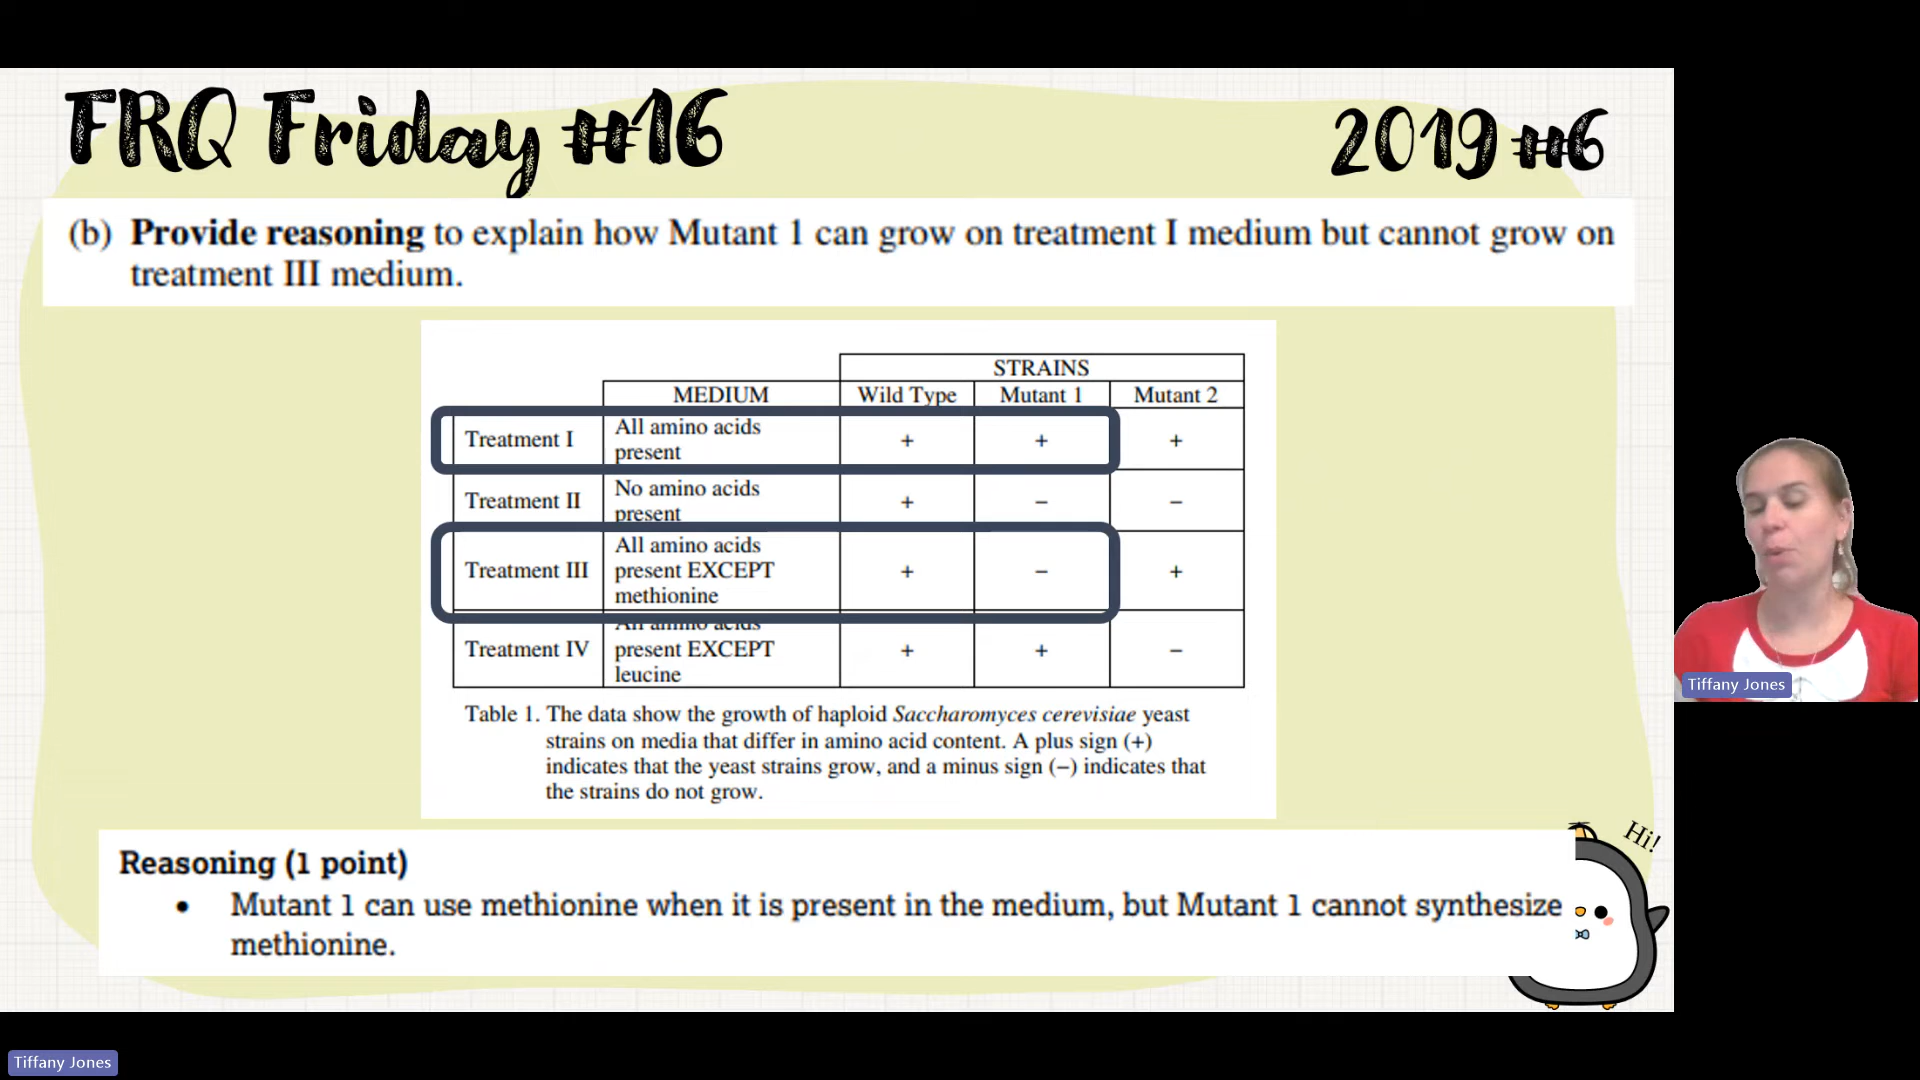 FRQ Friday #16
2019 #6
(b) Provide reasoning to explain how Mutant 1 can grow on treatment I medium but cannot grow on
treatment III medium.
STRAINS
MEDIUM Wild Type Mutant 1 Mutant 2
Treatment I All amino acids present + + +
Treatment II No amino acids present + − −
Treatment III All amino acids present EXCEPT methionine + − +
Treatment IV All amino acids present EXCEPT leucine + + −
Table 1. The data show the growth of haploid Saccharomyces cerevisiae yeast
strains on media that differ in amino acid content. A plus sign (+)
indicates that the yeast strains grow, and a minus sign (−) indicates that
the strains do not grow.
Reasoning (1 point)
• Mutant 1 can use methionine when it is present in the medium, but Mutant 1 cannot synthesize
methionine.
Hi!
Tiffany Jones
Tiffany Jones